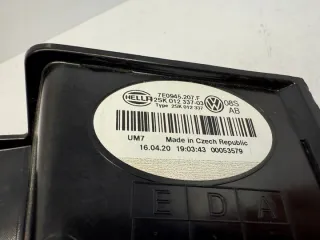 HELLA
7E0945.207.F
2SK 012 337-03
Type 2SK 012 337
08S
AB
UM7 Made in Czech Republic
16.04.20 19:03:43 00053579
E D A